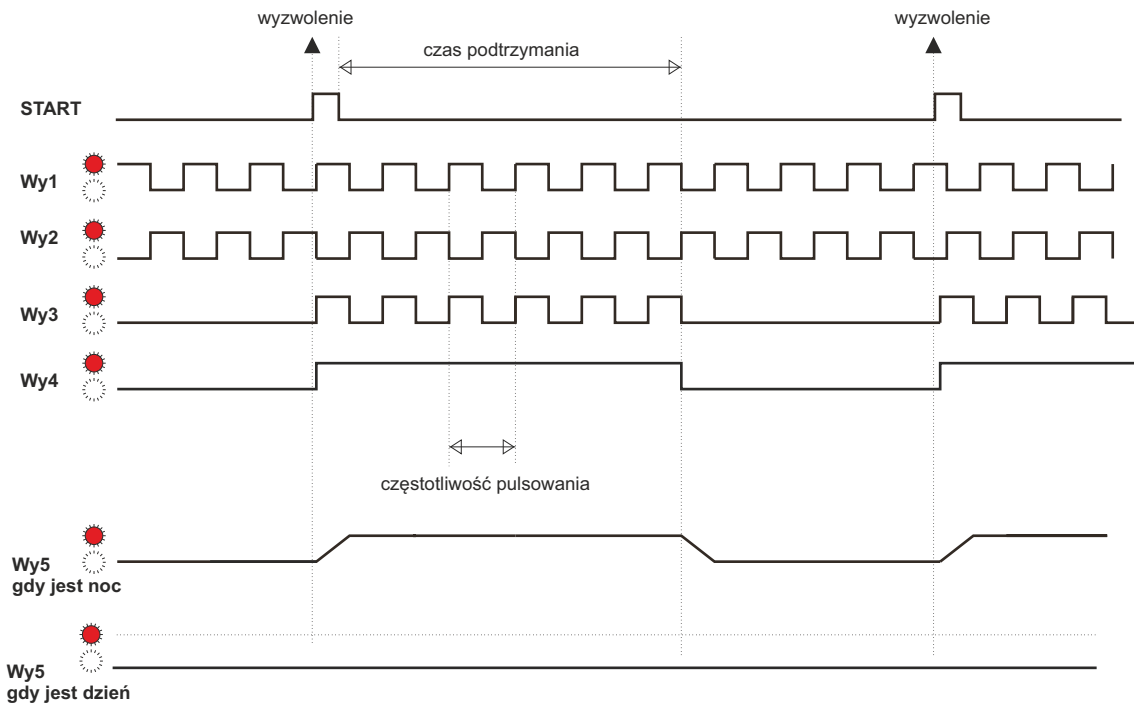 wyzwolenie
wyzwolenie
czas podtrzymania
START
Wy1
Wy2
Wy3
Wy4
częstotliwość pulsowania
Wy5
gdy jest noc
Wy5
gdy jest dzień